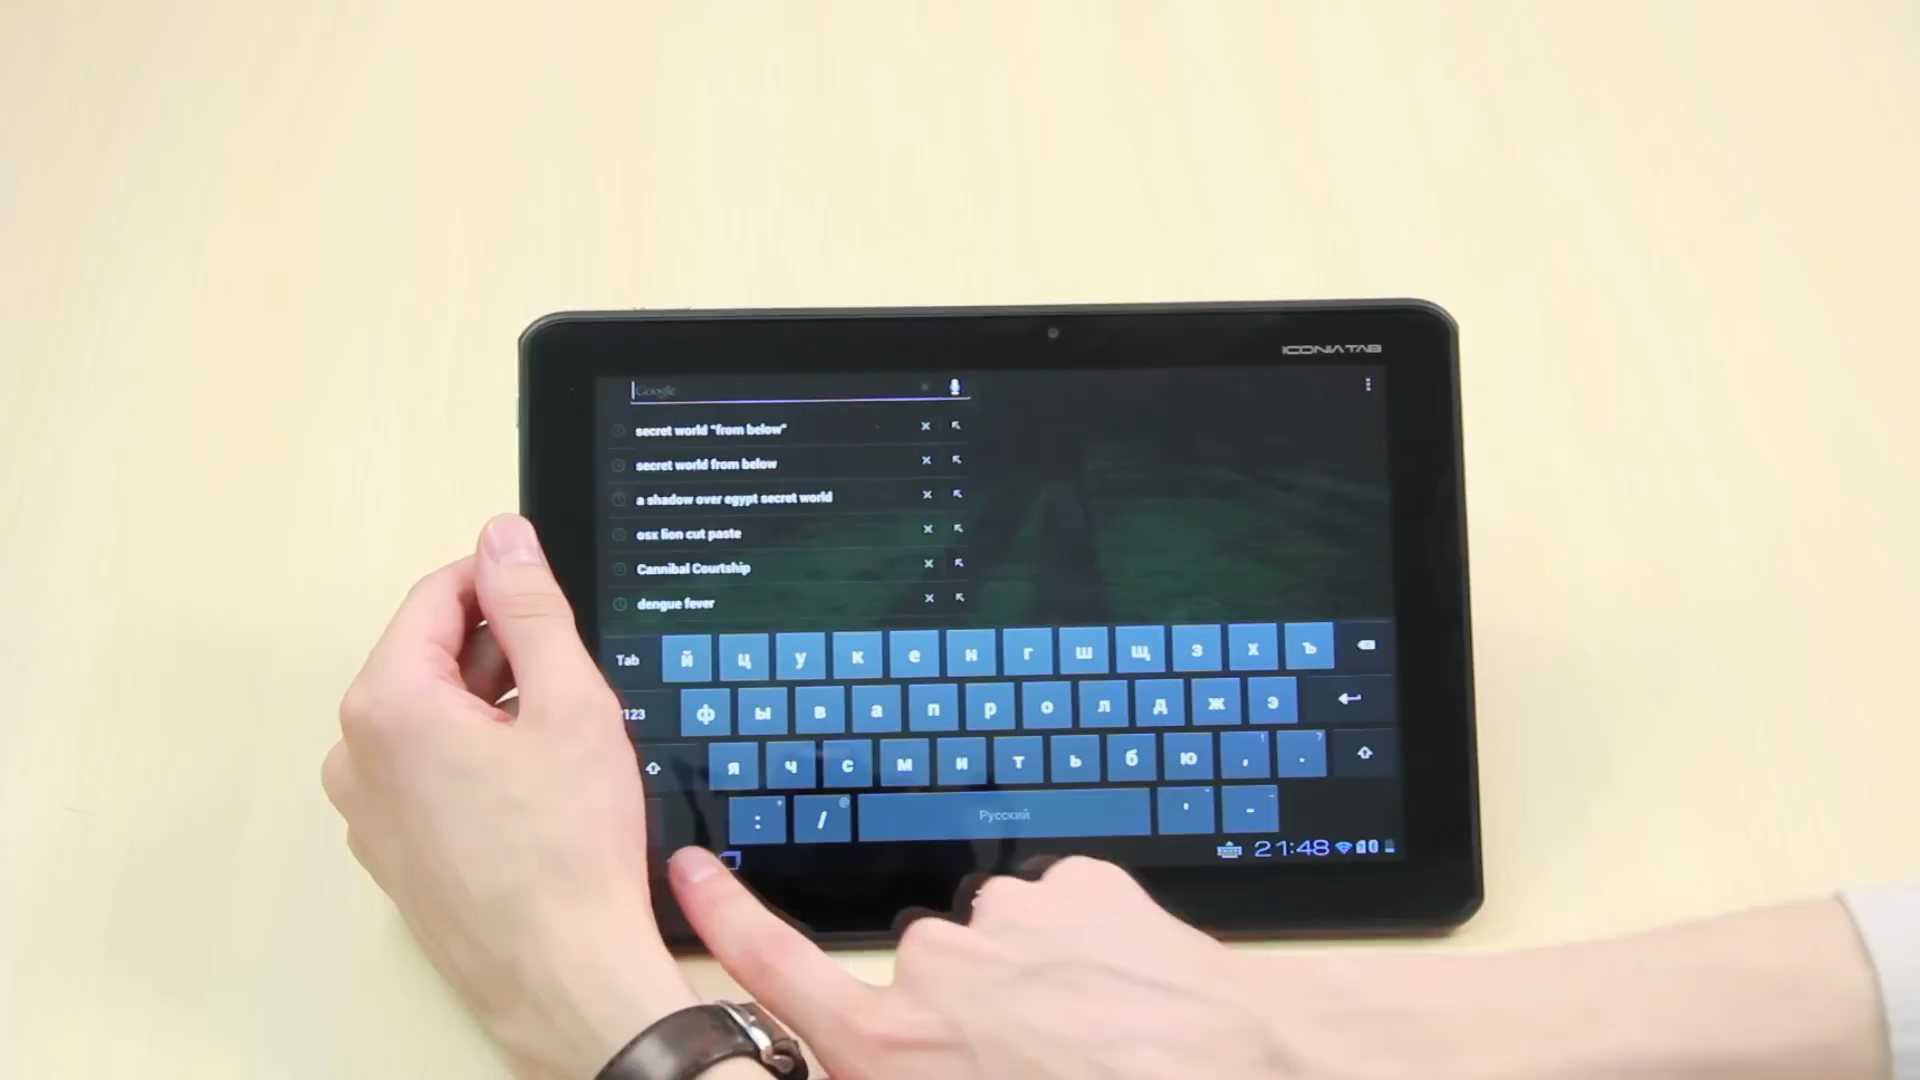 ICONIA TAB
Google
secret world "from below"
secret world from below
a shadow over egypt secret world
osx lion cut paste
Cannibal Courtship
dengue fever
Tab й ц у к е н г ш щ з х ъ
123 ф ы в а п р о л д ж э
я ч с м и т ь б ю , ! . ?
: / @ Русский ' " - _
21:48